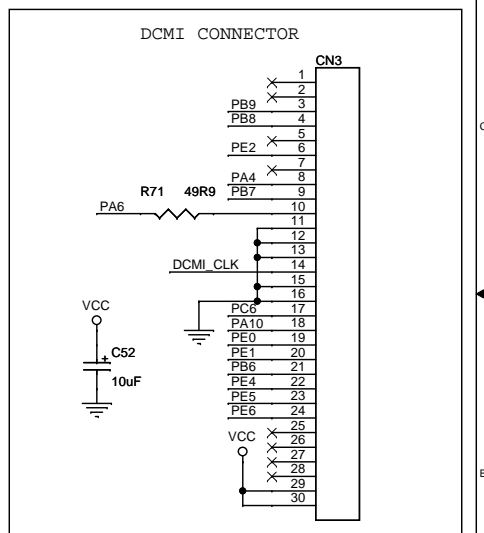 DCMI CONNECTOR
CN3
1
2
PB9 3
PB8 4
5
PE2 6
7
PA4 8
R71 49R9 PB7 9
PA6 10
11
12
13
DCMI_CLK 14
15
16
PC6 17
VCC PA10 18
PE0 19
C52 PE1 20
+ PB6 21
10uF PE4 22
PE5 23
PE6 24
25
VCC 26
27
28
29
30
C
B